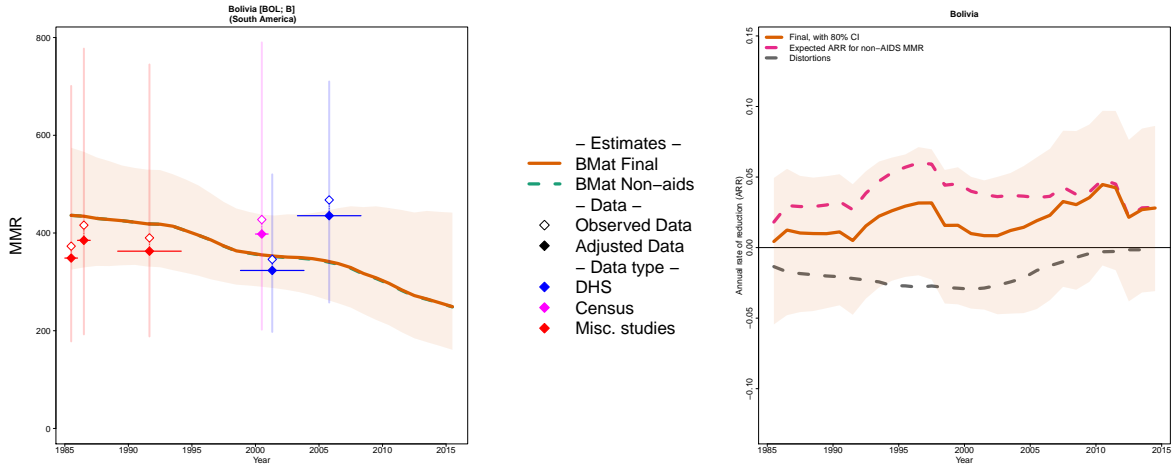 Bolivia [BOL; B]
(South America)
MMR
800
600
400
200
0
1985 1990 1995 2000 2005 2010 2015
Year
– Estimates –
BMat Final
BMat Non−aids
– Data –
Observed Data
Adjusted Data
– Data type –
DHS
Census
Misc. studies
Bolivia
Final, with 80% CI
Expected ARR for non−AIDS MMR
Distortions
Annual rate of reduction (ARR)
0.15
0.10
0.05
0.00
−0.05
−0.10
1985 1990 1995 2000 2005 2010 2015
Year